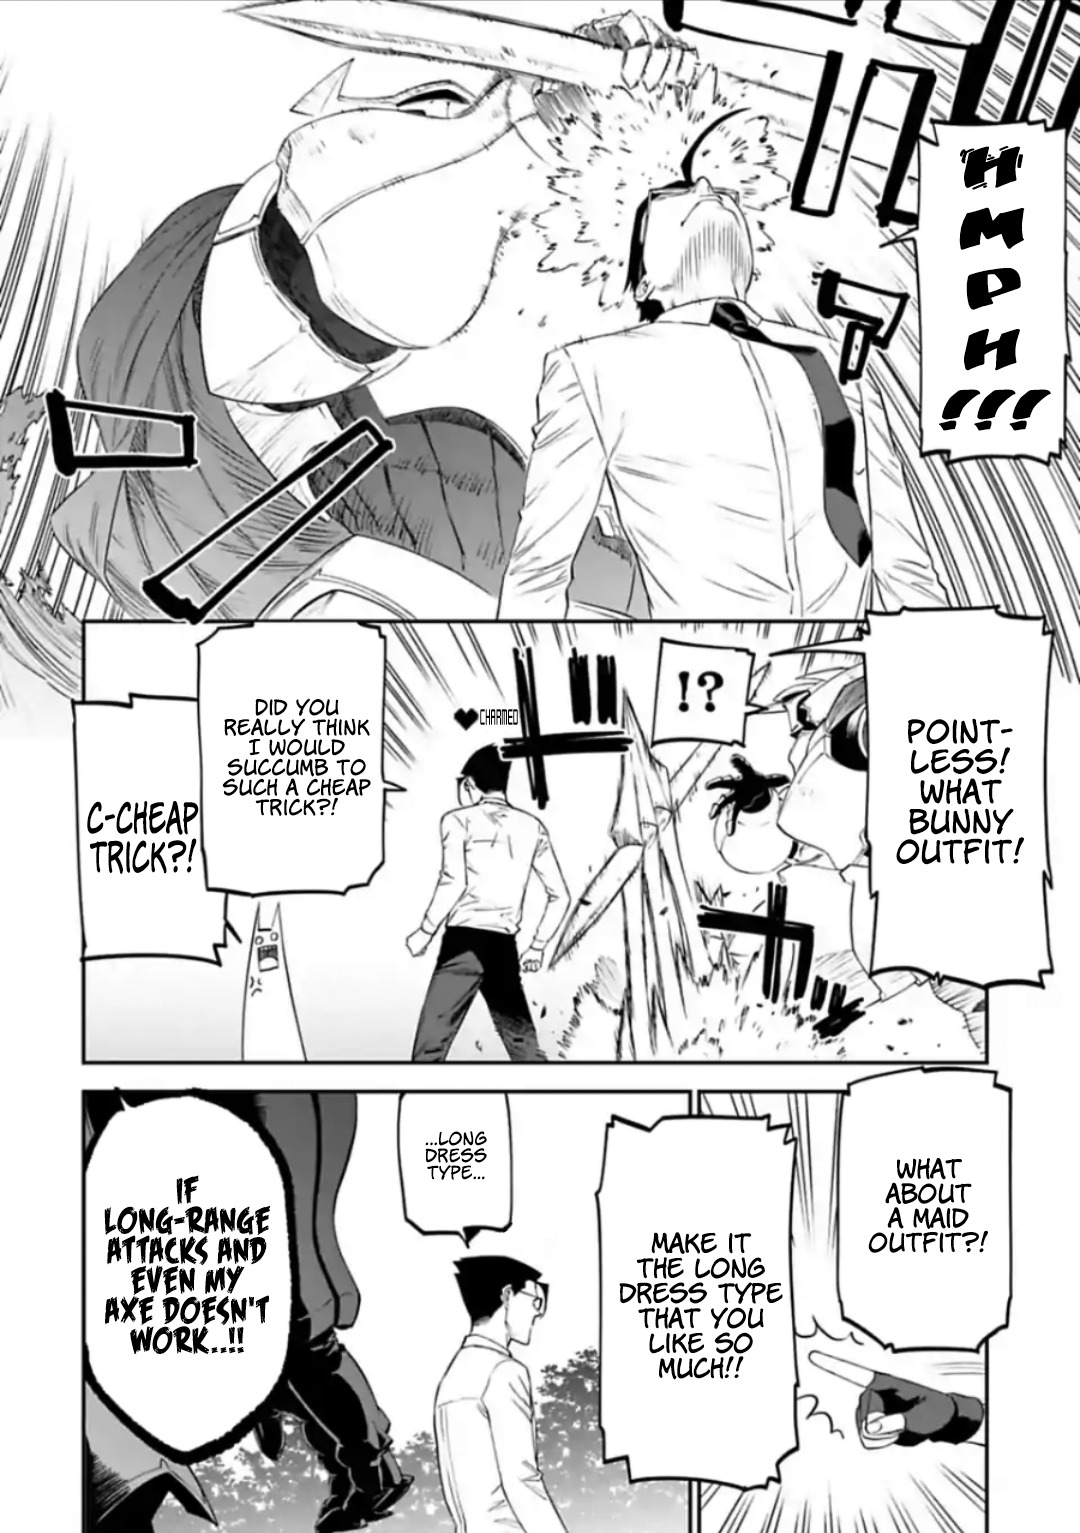 HMPH!!!
!?
POINT-
LESS!
WHAT
BUNNY
OUTFIT!
CHARMED
DID YOU
REALLY THINK
I WOULD
SUCCUMB TO
SUCH A CHEAP
TRICK?!
C-CHEAP
TRICK?!
WHAT
ABOUT
A MAID
OUTFIT?!
MAKE IT
THE LONG
DRESS TYPE
THAT YOU
LIKE SO
MUCH!!
...LONG
DRESS
TYPE...
IF
LONG-RANGE
ATTACKS AND
EVEN MY
AXE DOESN'T
WORK..!!